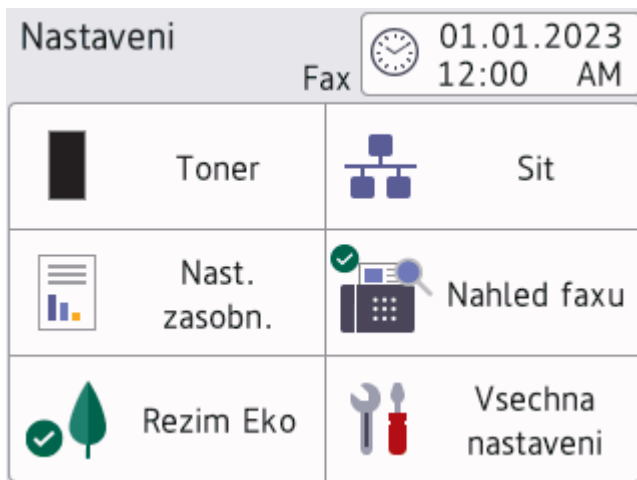 Nastaveni
Fax
01.01.2023
12:00 AM
Toner
Sit
Nast.
zasobn.
Nahled faxu
Rezim Eko
Vsechna
nastaveni